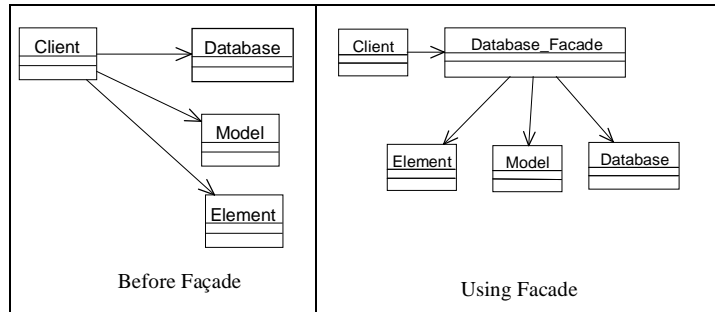 Client
Database
Model
Element
Before Façade
Client
Database_Facade
Element
Model
Database
Using Facade